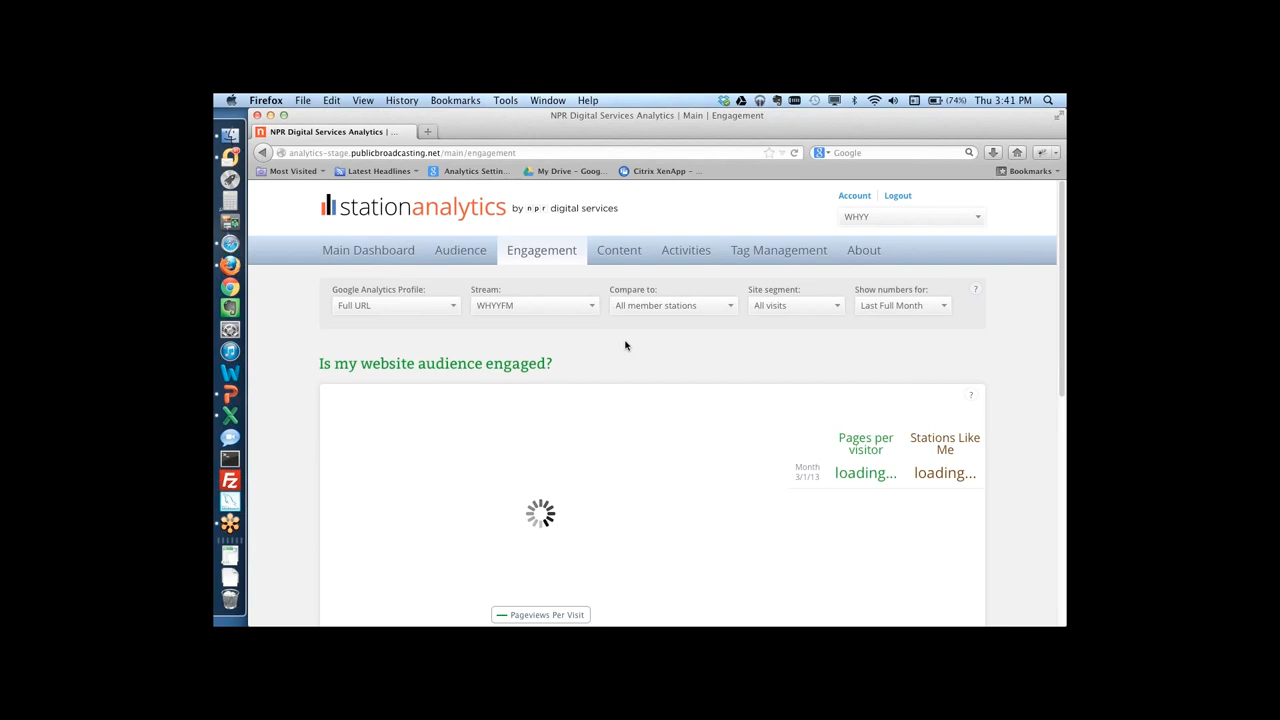 Firefox File Edit View History Bookmarks Tools Window Help (74%) Thu 3:41 PM
NPR Digital Services Analytics | Main | Engagement
NPR Digital Services Analytics | ...
analytics-stage.publicbroadcasting.net/main/engagement Google
Most Visited Latest Headlines Analytics Settin... My Drive – Goog... Citrix XenApp – ... Bookmarks
Account Logout
stationanalytics by npr digital services
WHYY
Main Dashboard Audience Engagement Content Activities Tag Management About
Google Analytics Profile: Stream: Compare to: Site segment: Show numbers for: ?
Full URL WHYYFM All member stations All visits Last Full Month
Is my website audience engaged?
?
Pages per Stations Like
visitor Me
Month
3/1/13 loading... loading...
Pageviews Per Visit